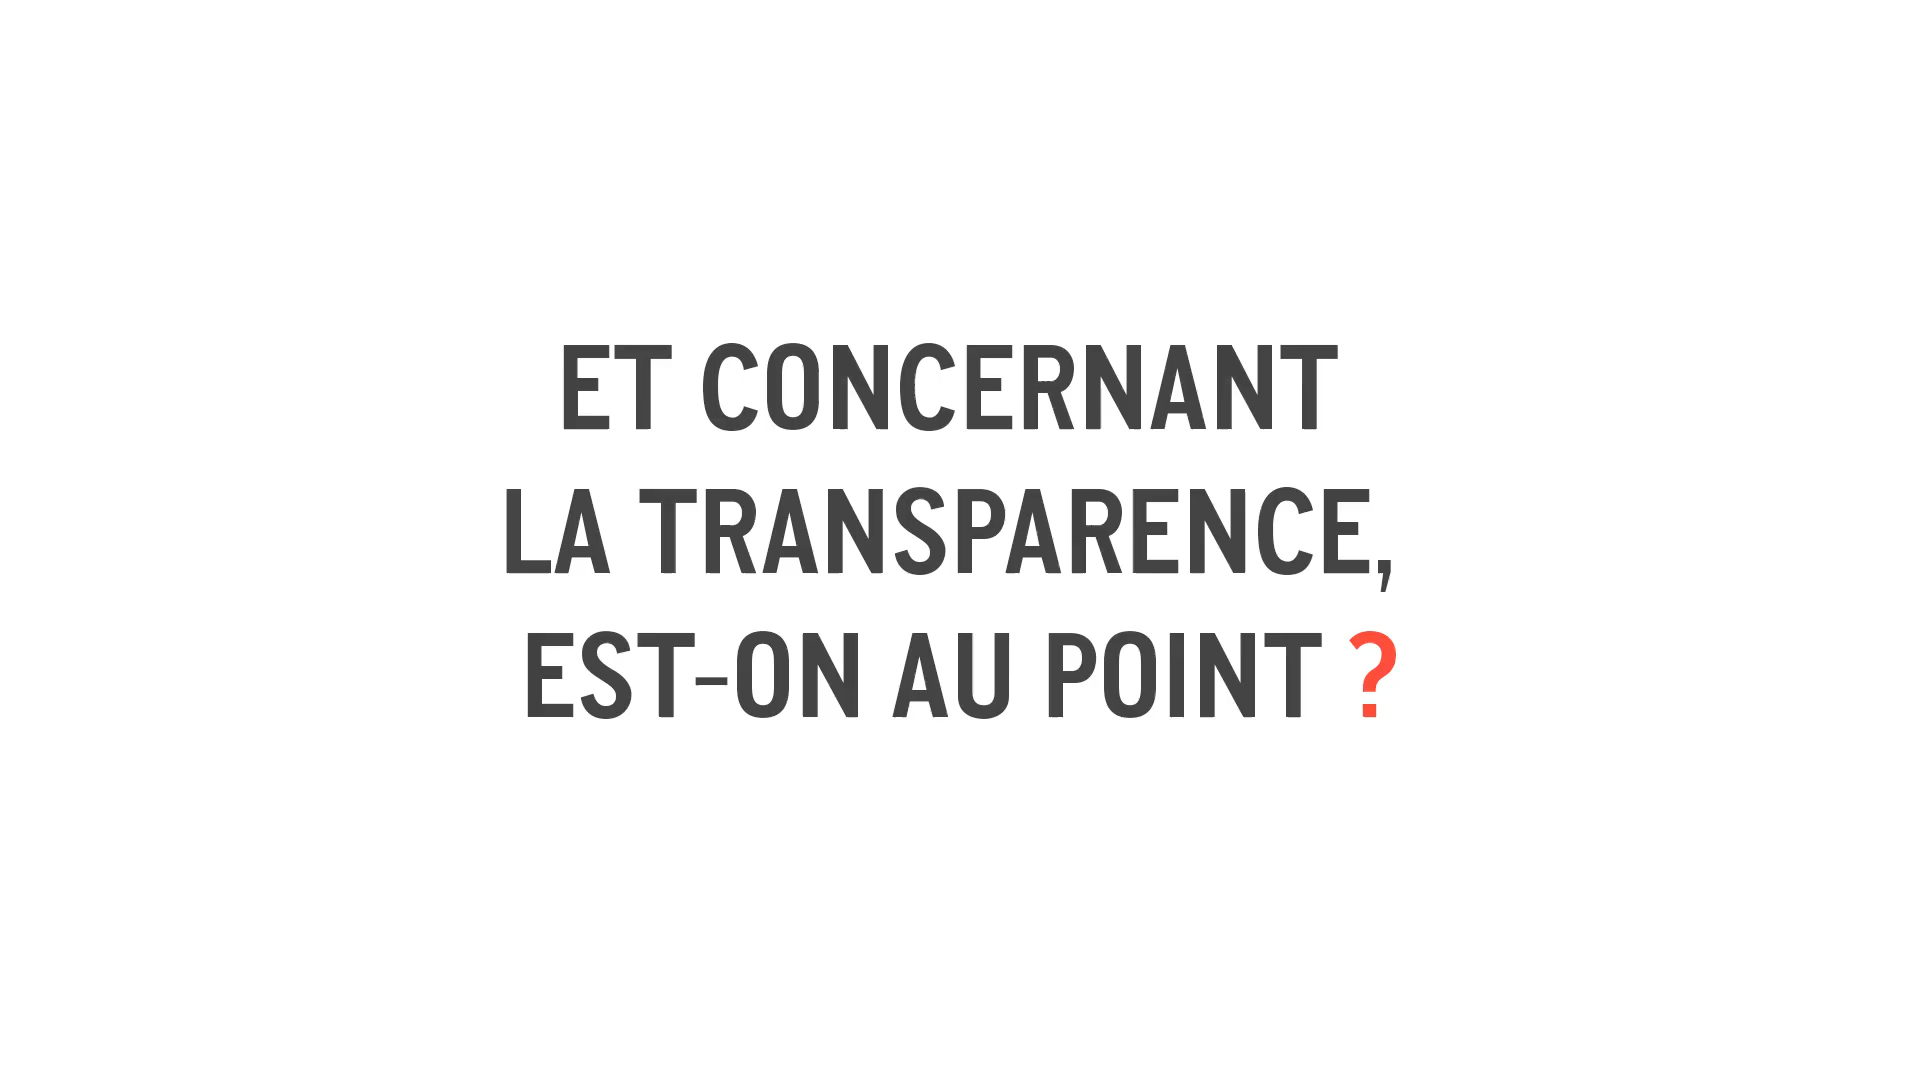 ET CONCERNANT
LA TRANSPARENCE,
EST-ON AU POINT ?